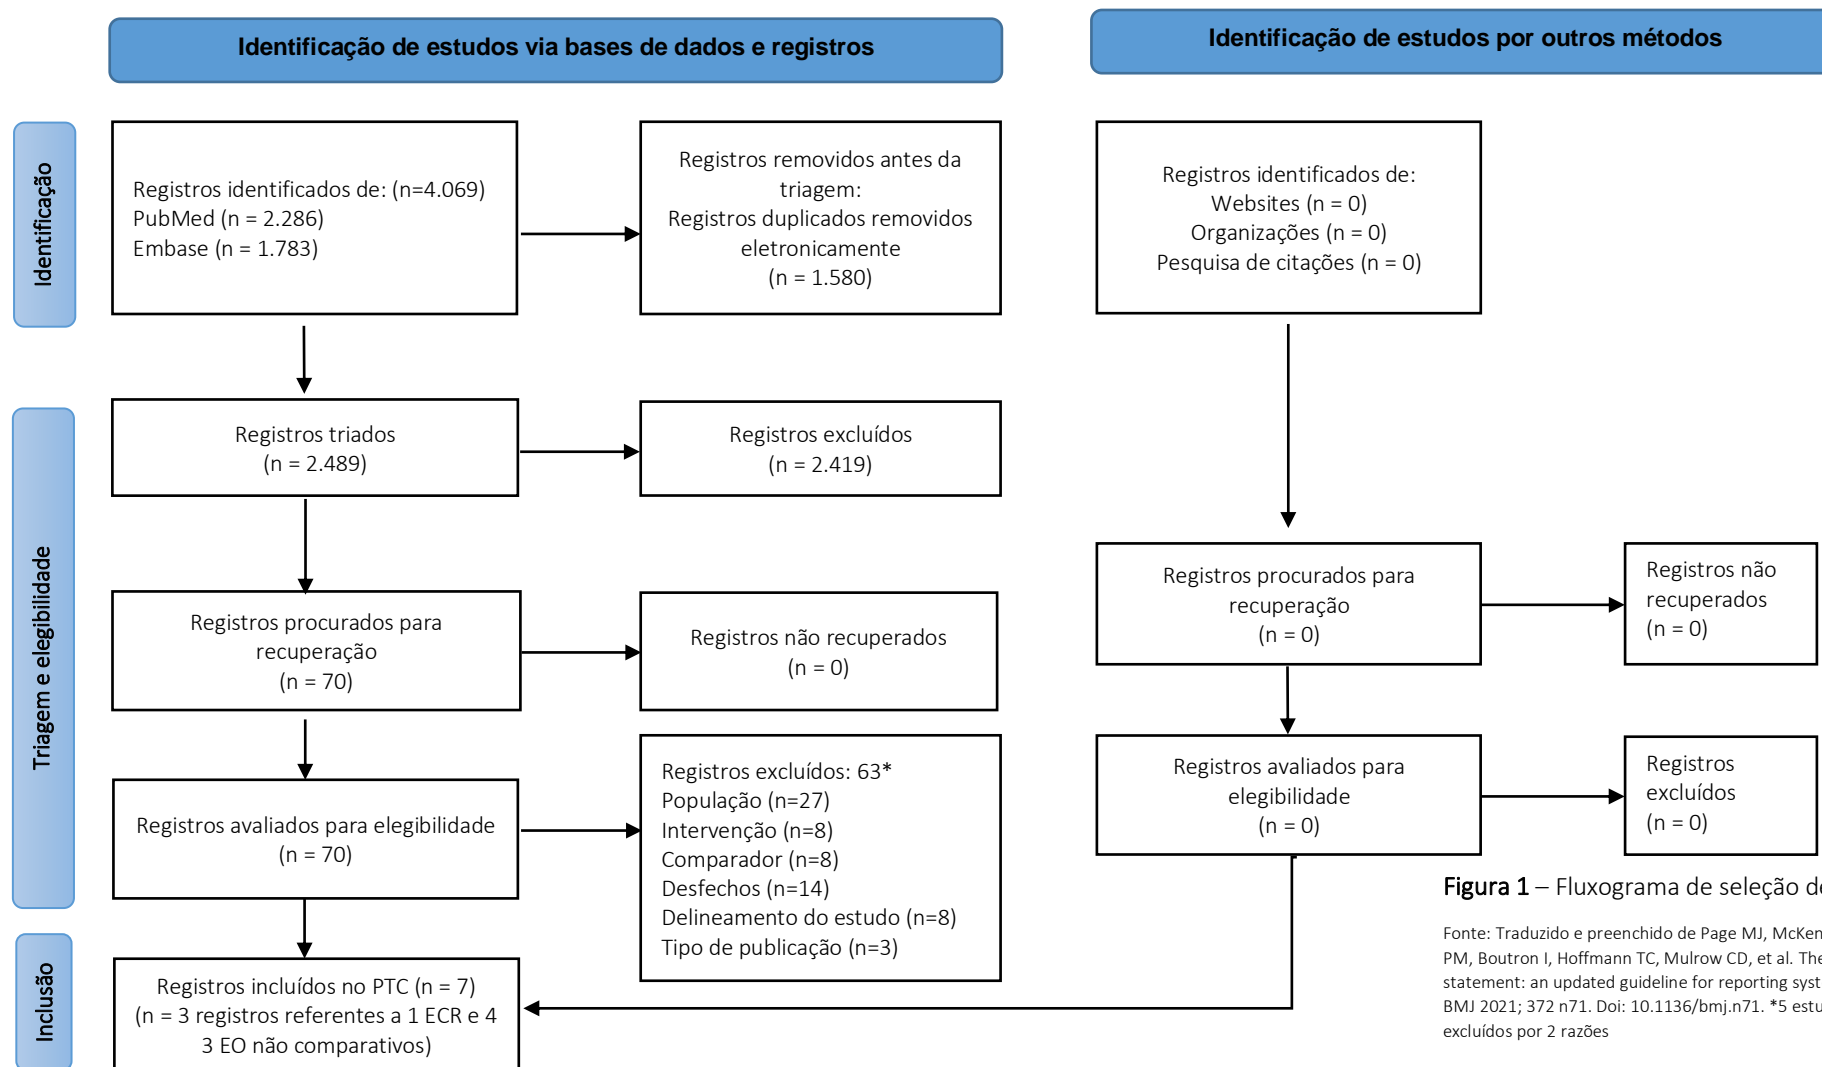 Identificação de estudos via bases de dados e registros
Identificação de estudos por outros métodos
Identificação
Registros identificados de: (n=4.069)
PubMed (n = 2.286)
Embase (n = 1.783)
Registros removidos antes da
triagem:
Registros duplicados removidos
eletronicamente
(n = 1.580)
Registros identificados de:
Websites (n = 0)
Organizações (n = 0)
Pesquisa de citações (n = 0)
Triagem e elegibilidade
Registros triados
(n = 2.489)
Registros excluídos
(n = 2.419)
Registros procurados para
recuperação
(n = 70)
Registros não recuperados
(n = 0)
Registros procurados para
recuperação
(n = 0)
Registros não
recuperados
(n = 0)
Registros avaliados para elegibilidade
(n = 70)
Registros excluídos: 63*
População (n=27)
Intervenção (n=8)
Comparador (n=8)
Desfechos (n=14)
Delineamento do estudo (n=8)
Tipo de publicação (n=3)
Registros avaliados para
elegibilidade
(n = 0)
Registros
excluídos
(n = 0)
Inclusão
Registros incluídos no PTC (n = 7)
(n = 3 registros referentes a 1 ECR e 4
3 EO não comparativos)
Figura 1 – Fluxograma de seleção de
Fonte: Traduzido e preenchido de Page MJ, McKen
PM, Boutron I, Hoffmann TC, Mulrow CD, et al. The
statement: an updated guideline for reporting syst
BMJ 2021; 372 n71. Doi: 10.1136/bmj.n71. *5 estu
excluídos por 2 razões